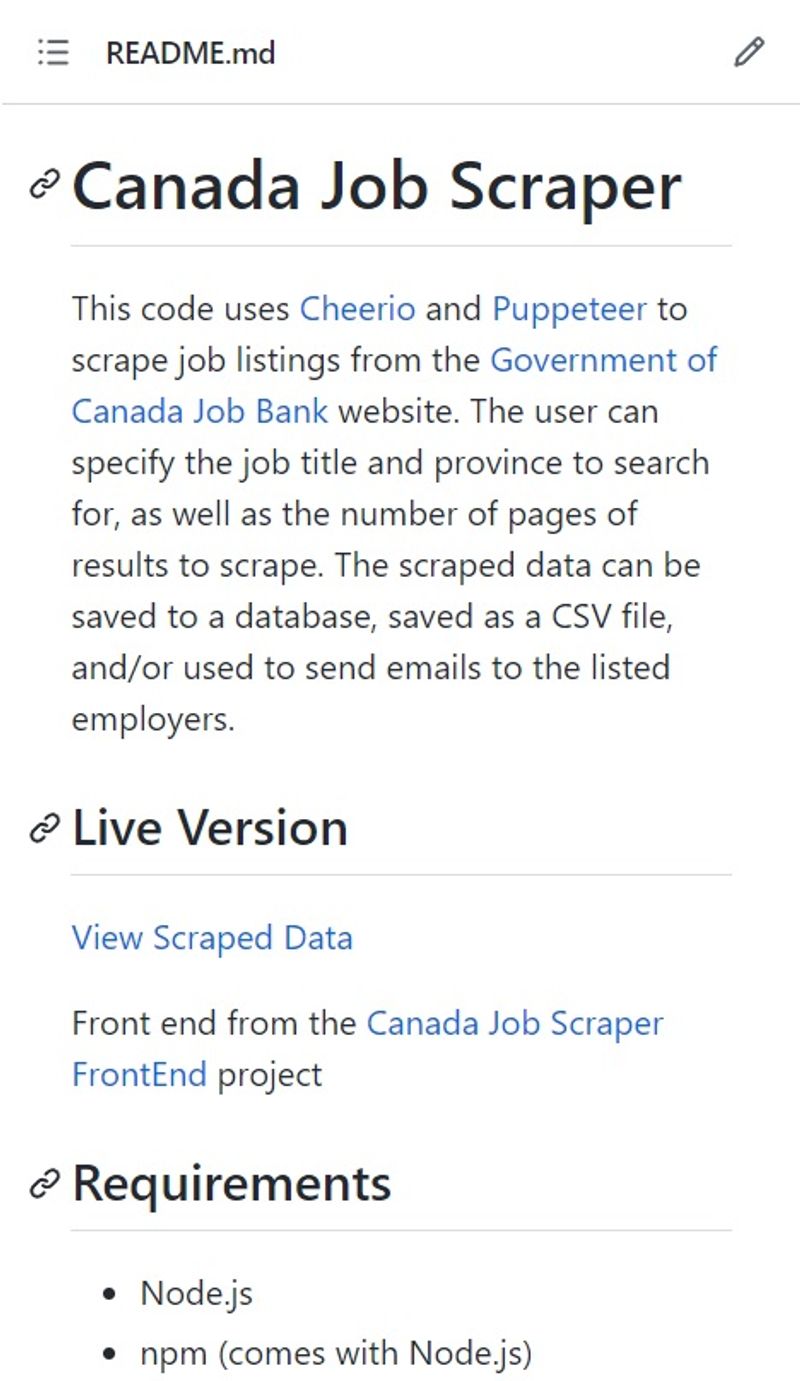 README.md
Canada Job Scraper
This code uses Cheerio and Puppeteer to
scrape job listings from the Government of
Canada Job Bank website. The user can
specify the job title and province to search
for, as well as the number of pages of
results to scrape. The scraped data can be
saved to a database, saved as a CSV file,
and/or used to send emails to the listed
employers.
Live Version
View Scraped Data
Front end from the Canada Job Scraper
FrontEnd project
Requirements
• Node.js
• npm (comes with Node.js)